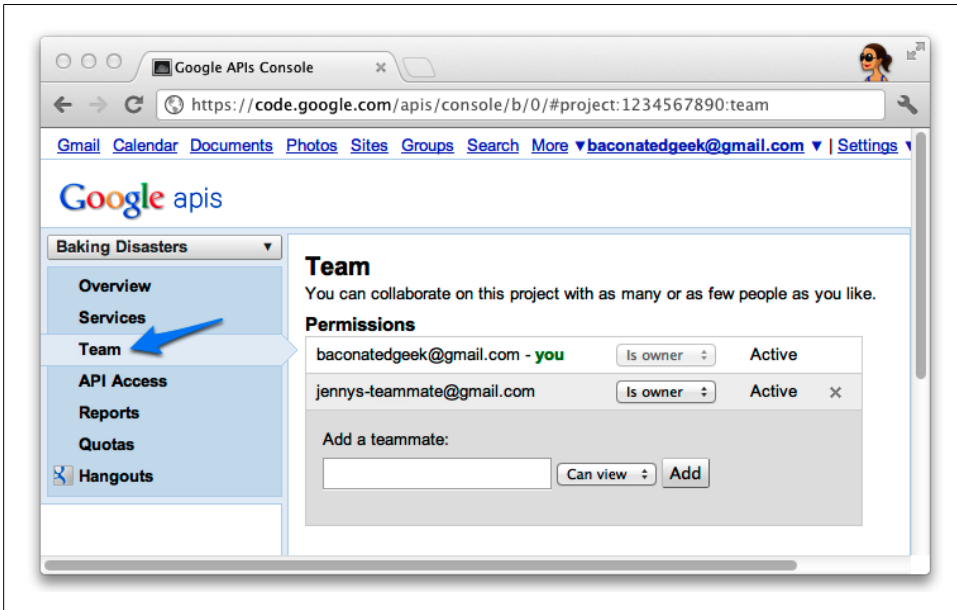 Google APIs Console
https://code.google.com/apis/console/b/0/#project:1234567890:team
Gmail Calendar Documents Photos Sites Groups Search More ▼ baconatedgeek@gmail.com ▼ | Settings ▼
Google apis
Baking Disasters ▼
Overview
Services
Team
API Access
Reports
Quotas
Hangouts
Team
You can collaborate on this project with as many or as few people as you like.
Permissions
baconatedgeek@gmail.com - you Is owner Active
jennys-teammate@gmail.com Is owner Active ×
Add a teammate:
Can view Add